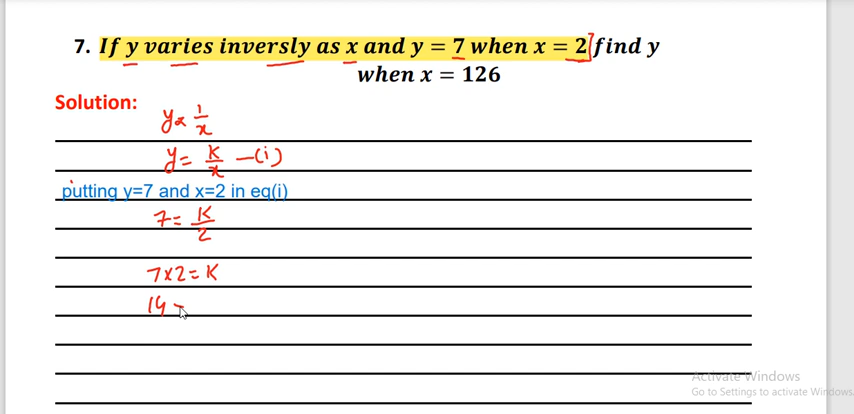 7. If y varies inversly as x and y = 7 when x = 2 find y
when x = 126
Solution:
y ∝ 1/x
y = K/x —(i)
putting y=7 and x=2 in eq(i)
7 = K/2
7×2 = K
14 =
Activate Windows
Go to Settings to activate Windows.